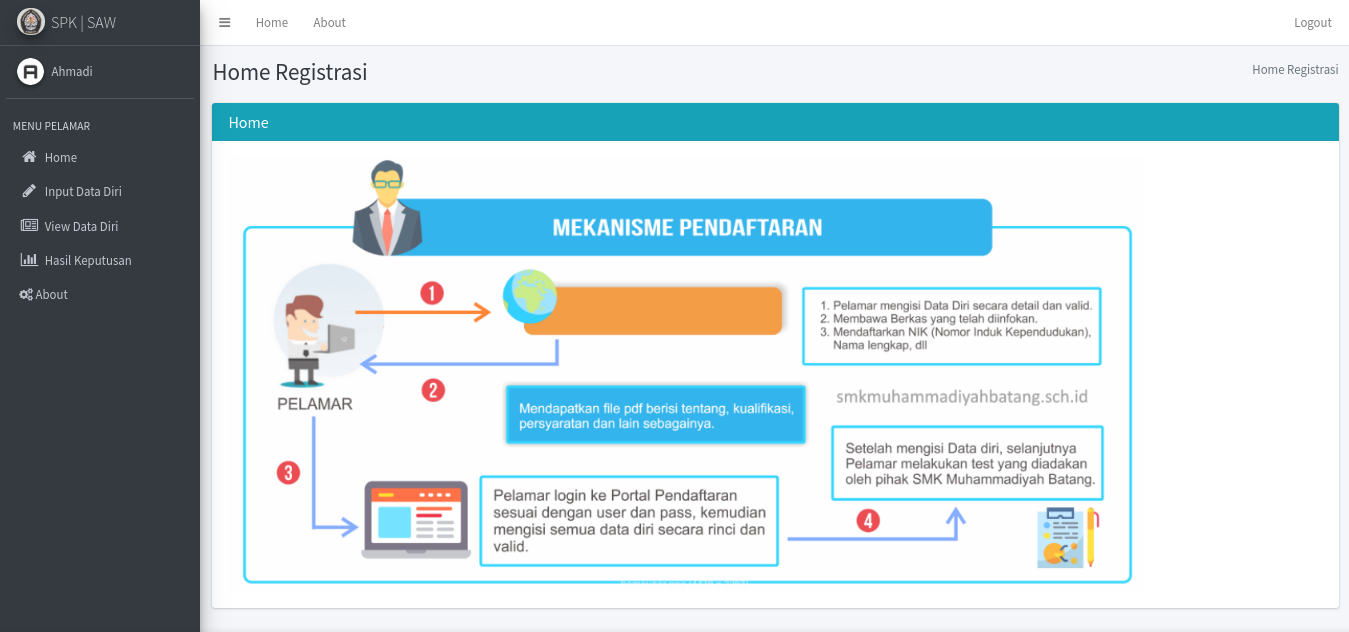 SPK | SAW
Home
About
Logout
Ahmadi
Home Registrasi
Home Registrasi
MENU PELAMAR
Home
Input Data Diri
View Data Diri
Hasil Keputusan
About
Home
MEKANISME PENDAFTARAN
1
1. Pelamar mengisi Data Diri secara detail dan valid.
2. Membawa Berkas yang telah diinfokan.
3. Mendaftarkan NIK (Nomor Induk Kependudukan),
Nama lengkap, dll
2
PELAMAR
Mendapatkan file pdf berisi tentang, kualifikasi,
persyaratan dan lain sebagainya.
smkmuhammadiyahbatang.sch.id
Setelah mengisi Data diri, selanjutnya
Pelamar melakukan test yang diadakan
oleh pihak SMK Muhammadiyah Batang.
3
Pelamar login ke Portal Pendaftaran
sesuai dengan user dan pass, kemudian
mengisi semua data diri secara rinci dan
valid.
4